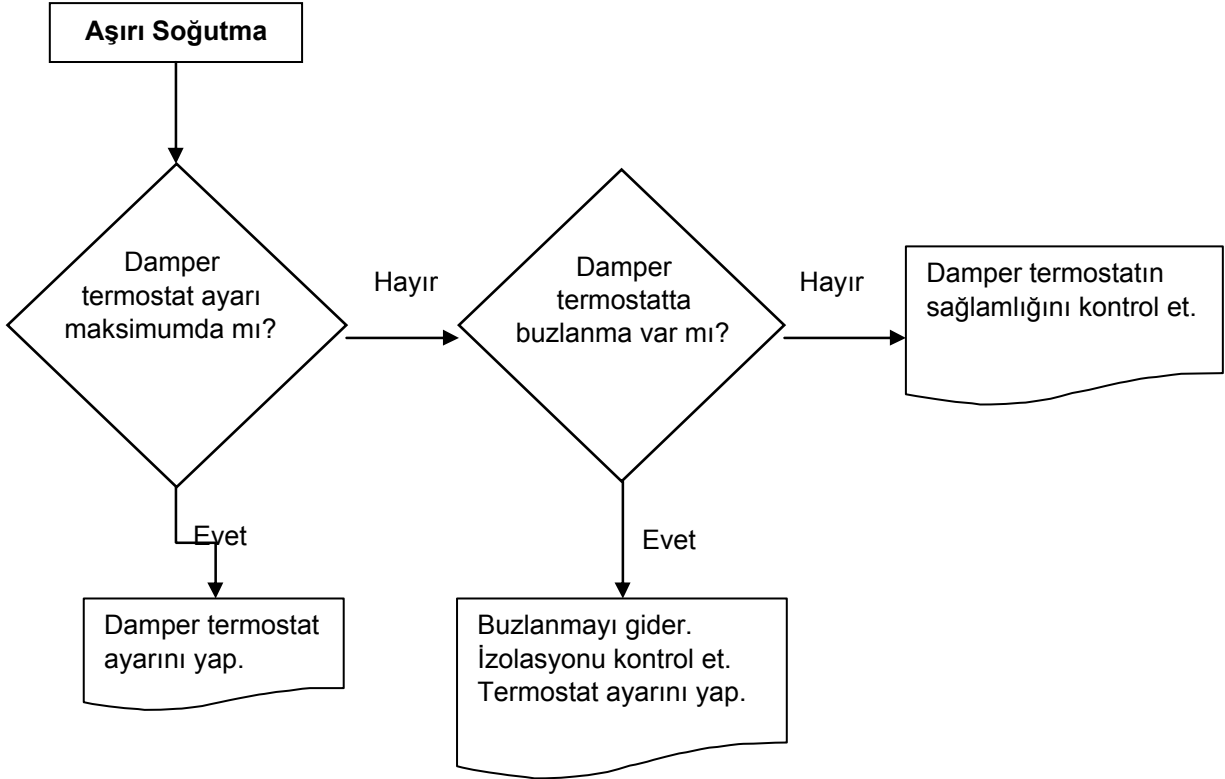 Aşırı Soğutma
Damper
termostat ayarı
maksimumda mı?
Hayır
Damper
termostatta
buzlanma var mı?
Hayır
Damper termostatın
sağlamlığını kontrol et.
Evet
Evet
Damper termostat
ayarını yap.
Buzlanmayı gider.
İzolasyonu kontrol et.
Termostat ayarını yap.